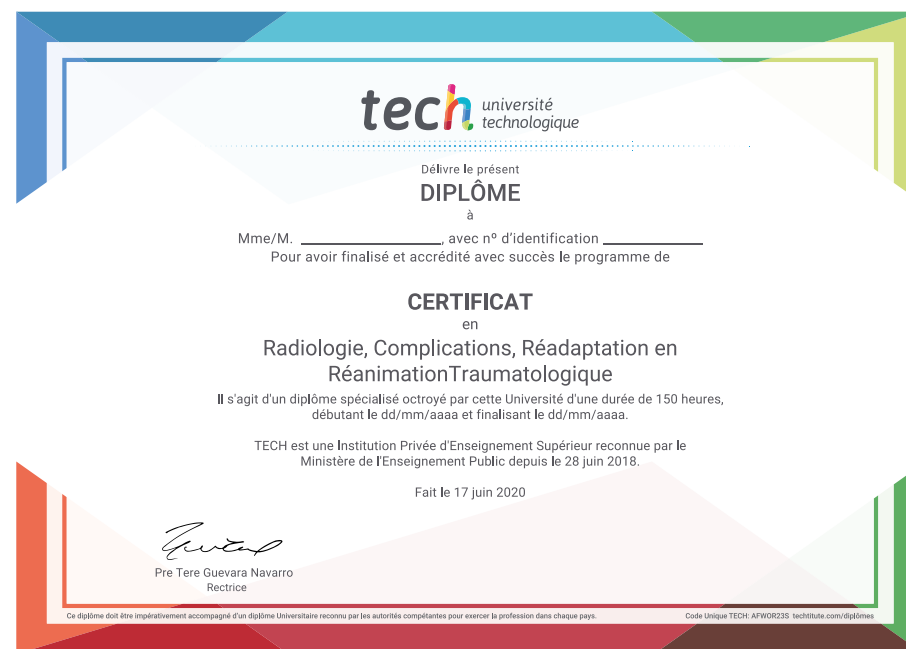 tech université
technologique
Délivre le présent
DIPLÔME
à
Mme/M. ____________________, avec nº d'identification ______________
Pour avoir finalisé et accrédité avec succès le programme de
CERTIFICAT
en
Radiologie, Complications, Réadaptation en
RéanimationTraumatologique
Il s'agit d'un diplôme spécialisé octroyé par cette Université d'une durée de 150 heures,
débutant le dd/mm/aaaa et finalisant le dd/mm/aaaa.
TECH est une Institution Privée d'Enseignement Supérieur reconnue par le
Ministère de l'Enseignement Public depuis le 28 juin 2018.
Fait le 17 juin 2020
Pre Tere Guevara Navarro
Rectrice
Ce diplôme doit être impérativement accompagné d'un diplôme Universitaire reconnu par les autorités compétentes pour exercer la profession dans chaque pays.
Code Unique TECH: AFWOR23S techtitute.com/diplômes